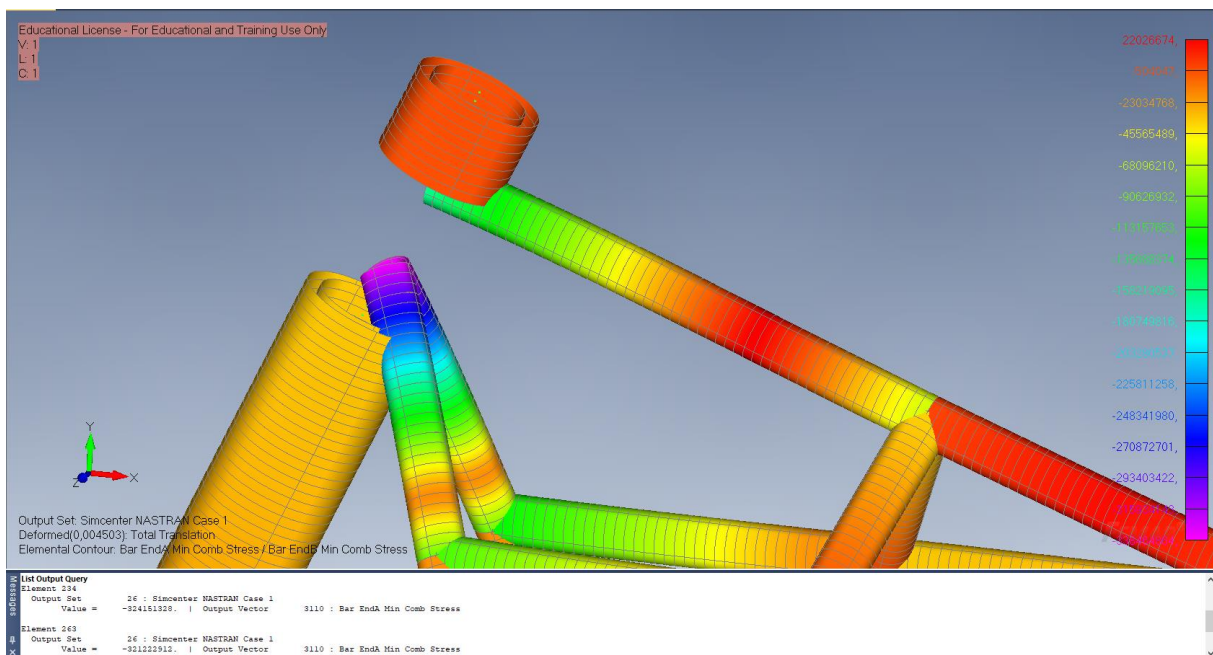 Educational License - For Educational and Training Use Only
V: 1
L: 1
C: 1
22026674,
-23034768,
-45565489,
-68096210,
-90626932,
-225811258,
-248341980,
-270872701,
-293403422,
Y
X
Z
Output Set: Simcenter NASTRAN Case 1
Deformed(0,004503): Total Translation
Elemental Contour: Bar EndA Min Comb Stress / Bar EndB Min Comb Stress
Messages
List Output Query
Element 234
Output Set 26 : Simcenter NASTRAN Case 1
Value = -324151328. | Output Vector 3110 : Bar EndA Min Comb Stress
Element 263
Output Set 26 : Simcenter NASTRAN Case 1
Value = -321222912. | Output Vector 3110 : Bar EndA Min Comb Stress